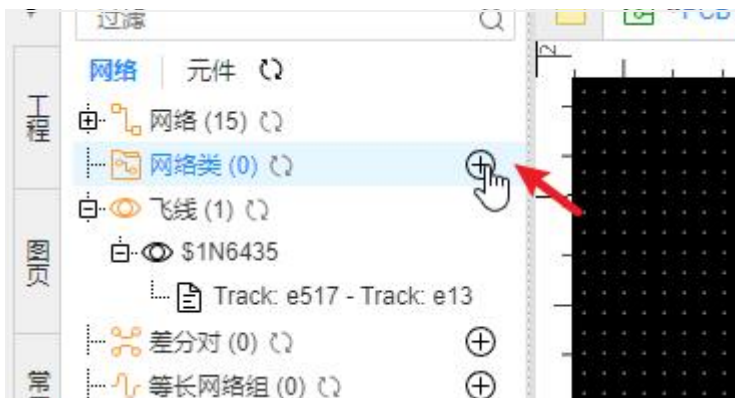 过滤
PCB
网络 元件
工程
网络 (15)
网络类 (0)
飞线 (1)
图页
$1N6435
Track: e517 - Track: e13
差分对 (0)
常
等长网络组 (0)